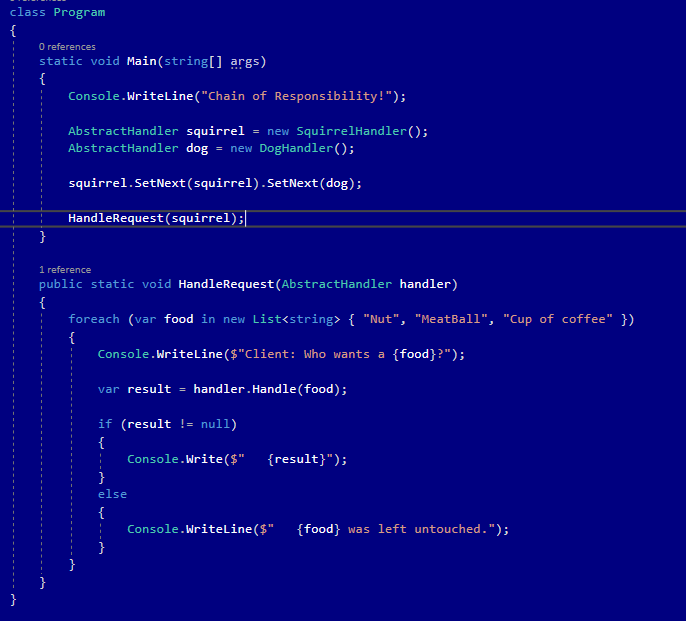 class Program
{
0 references
static void Main(string[] args)
{
Console.WriteLine("Chain of Responsibility!");
AbstractHandler squirrel = new SquirrelHandler();
AbstractHandler dog = new DogHandler();
squirrel.SetNext(squirrel).SetNext(dog);
HandleRequest(squirrel);
}
1 reference
public static void HandleRequest(AbstractHandler handler)
{
foreach (var food in new List<string> { "Nut", "MeatBall", "Cup of coffee" })
{
Console.WriteLine($"Client: Who wants a {food}?");
var result = handler.Handle(food);
if (result != null)
{
Console.Write($"   {result}");
}
else
{
Console.WriteLine($"   {food} was left untouched.");
}
}
}
}